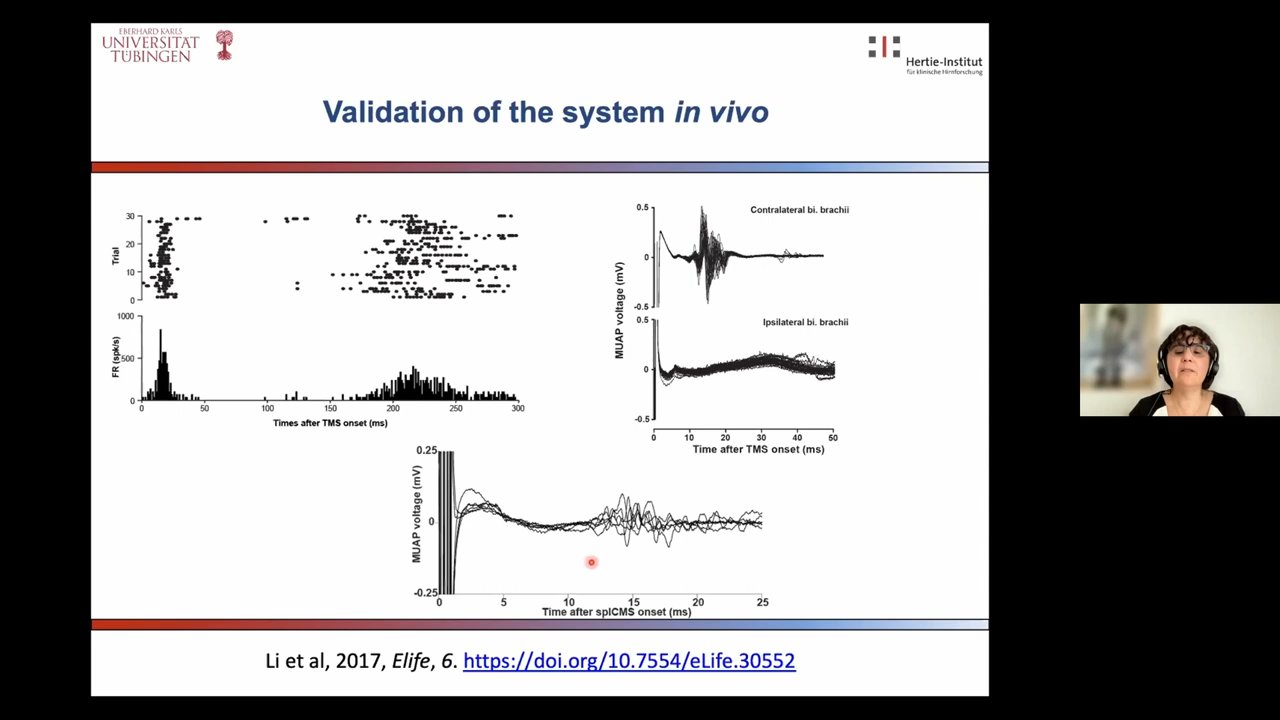 EBERHARD KARLS
UNIVERSITÄT
TÜBINGEN
Hertie-Institut
für klinische Hirnforschung
Validation of the system in vivo
30
20
10
0
Trial
1000
500
0
FR (spk/s)
0 50 100 150 200 250 300
Times after TMS onset (ms)
0.5
0
-0.5
Contralateral bi. brachii
MUAP voltage (mV)
0.5
0
-0.5
Ipsilateral bi. brachii
0 10 20 30 40 50
Time after TMS onset (ms)
0.25
0
-0.25
MUAP voltage (mV)
0 5 10 15 20 25
Time after spICMS onset (ms)
Li et al, 2017, Elife, 6. https://doi.org/10.7554/eLife.30552